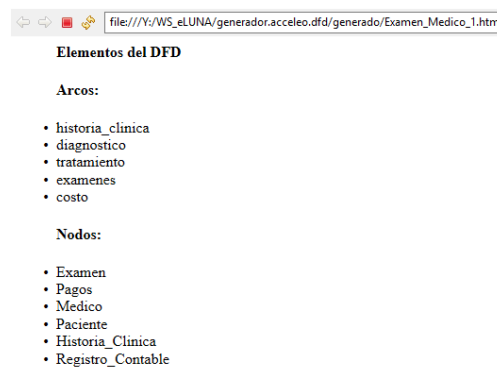 file:///Y:/WS_eLUNA/generador.acceleo.dfd/generado/Examen_Medico_1.htm
Elementos del DFD
Arcos:
• historia_clinica
• diagnostico
• tratamiento
• examenes
• costo
Nodos:
• Examen
• Pagos
• Medico
• Paciente
• Historia_Clinica
• Registro_Contable